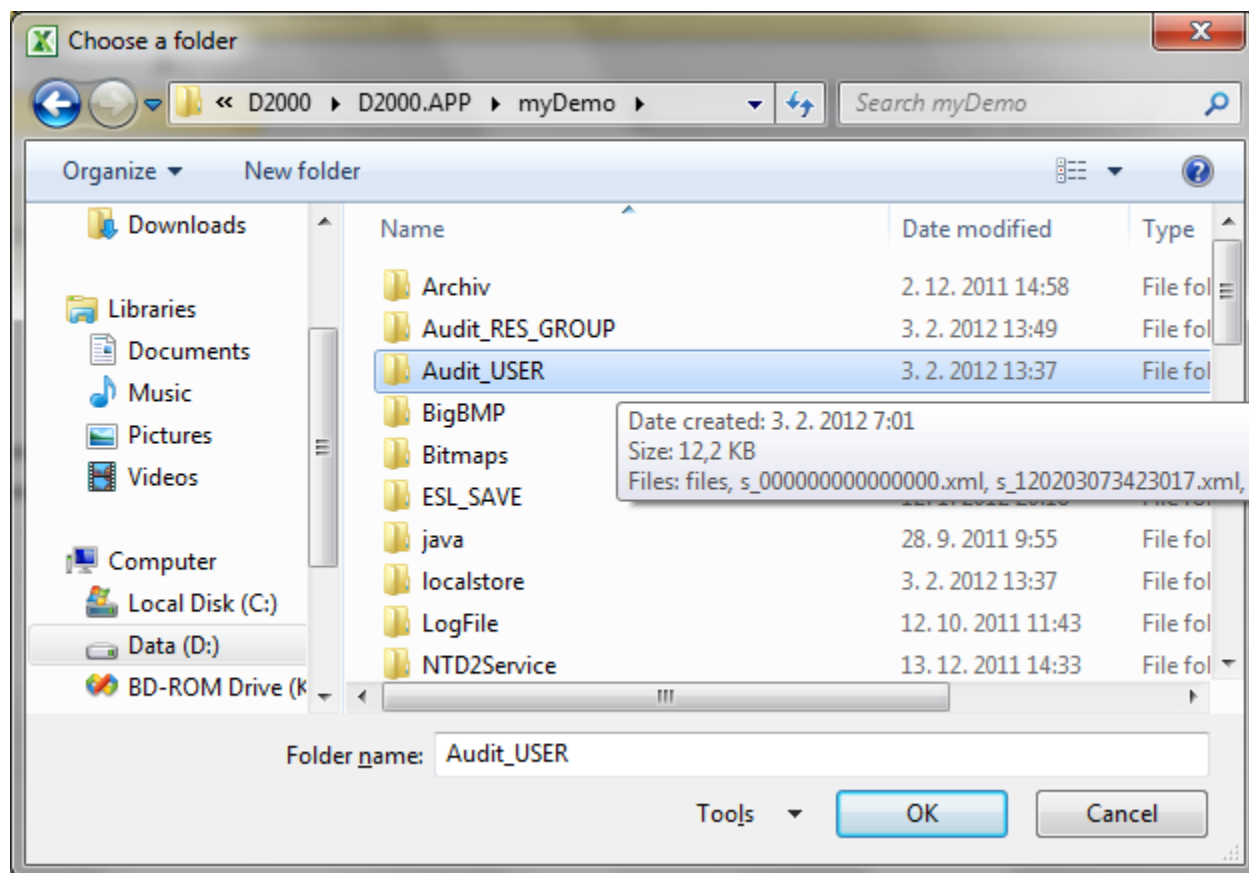 Choose a folder
« D2000 ▸ D2000.APP ▸ myDemo ▸ Search myDemo
Organize New folder
Downloads
Libraries
Documents
Music
Pictures
Videos
Computer
Local Disk (C:)
Data (D:)
BD-ROM Drive (K
Name Date modified Type
Archiv 2. 12. 2011 14:58 File fol
Audit_RES_GROUP 3. 2. 2012 13:49 File fol
Audit_USER 3. 2. 2012 13:37 File fol
BigBMP
Bitmaps
ESL_SAVE
java 28. 9. 2011 9:55 File fol
localstore 3. 2. 2012 13:37 File fol
LogFile 12. 10. 2011 11:43 File fol
NTD2Service 13. 12. 2011 14:33 File fol
Date created: 3. 2. 2012 7:01
Size: 12,2 KB
Files: files, s_000000000000000.xml, s_120203073423017.xml,
Folder name: Audit_USER
Tools OK Cancel